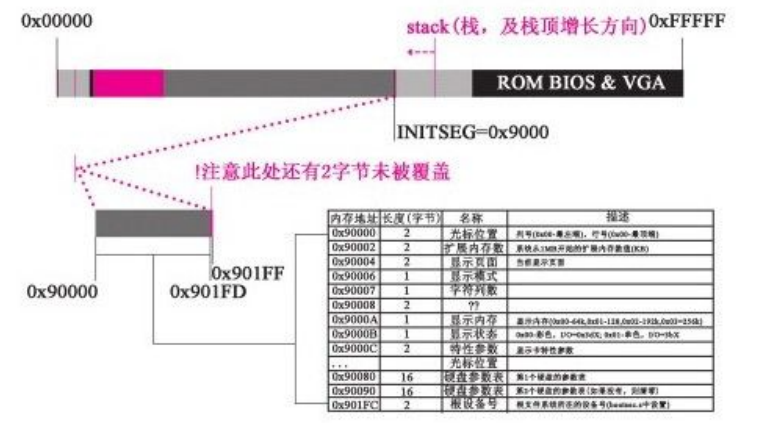 0x00000
stack(栈，及栈顶增长方向)
0xFFFFF
ROM BIOS & VGA
INITSEG=0x9000
!注意此处还有2字节未被覆盖
0x901FF
0x90000
0x901FD
内存地址 长度(字节) 名称 描述
0x90000 2 光标位置 列号(0x00-最左端)，行号(0x00-最顶端)
0x90002 2 扩展内存数 系统从1MB开始的扩展内存数值(KB)
0x90004 2 显示页面 当前显示页面
0x90006 1 显示模式
0x90007 1 字符列数
0x90008 2 ??
0x9000A 1 显示内存 显示内存(0x00-64k,0x01-128,0x02-192k,0x03=256k)
0x9000B 1 显示状态 0x00-彩色，I/O=0x3dX; 0x01-单色，I/O=3bX
0x9000C 2 特性参数 显示卡特性参数
... 光标位置
0x90080 16 硬盘参数表 第1个硬盘的参数表
0x90090 16 硬盘参数表 第2个硬盘的参数表(如果没有，则清零)
0x901FC 2 根设备号 根文件系统所在的设备号(bootsec.s中设置)